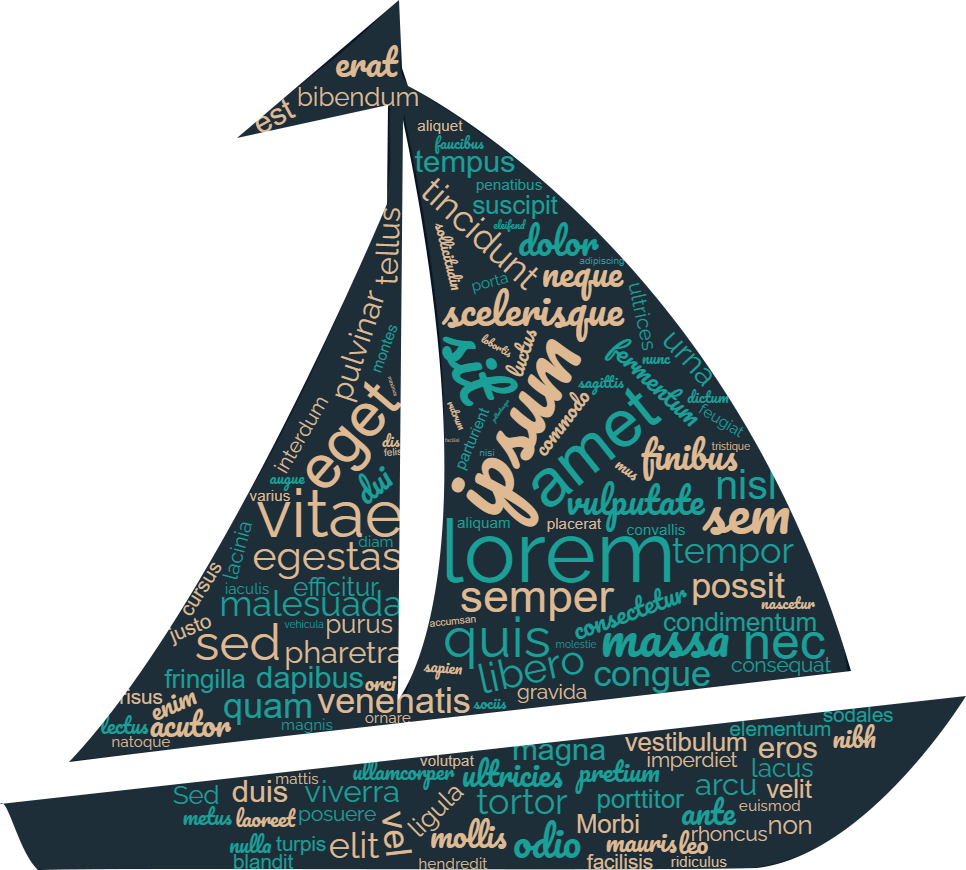 erat
bibendum
est
aliquet
faucibus
tempus
penatibus
tincidunt
suscipit
eleifend
dolor
sollicitudin
adipiscing
neque
porta
tellus
ultrices
scelerisque
pulvinar
montes
lobortis
luctus
sit
ipsum
fermentum
nunc
urna
sagittis
dictum
feugiat
commodo
amet
rutrum
parturient
interdum
eget
dis
felis
facilisi
nisi
tristique
finibus
mus
augue
dui
varius
vitae
nisl
vulputate
sem
aliquam
placerat
convallis
lacinia
diam
egestas
lorem
tempor
cursus
iaculis
efficitur
malesuada
semper
possit
nascetur
consectetur
justo
vehicula
purus
accumsan
condimentum
sed
pharetra
quis
molestie
massa
nec
consequat
sapien
libero
congue
fringilla
dapibus
orci
gravida
risus
enim
quam
venenatis
sociis
lectus
acutor
magnis
ornare
natoque
sodales
elementum
nibh
magna
vestibulum
eros
volutpat
imperdiet
lacus
ullamcorper
ultricies
pretium
mattis
Sed
duis
viverra
arcu
velit
tortor
porttitor
euismod
metus
laoreet
posuere
vel
ligula
ante
non
Morbi
rhoncus
nulla
turpis
elit
mollis
odio
mauris
leo
blandit
hendredit
facilisis
ridiculus